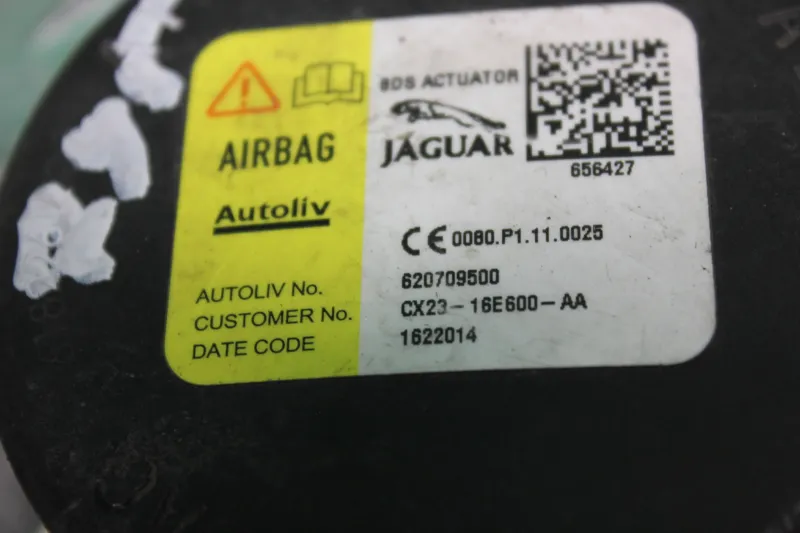 BDS ACTUATOR
JAGUAR
656427
AIRBAG
Autoliv
CE 0080.P1.11.0025
AUTOLIV No. 620709500
CUSTOMER No. CX23-16E600-AA
DATE CODE 1622014